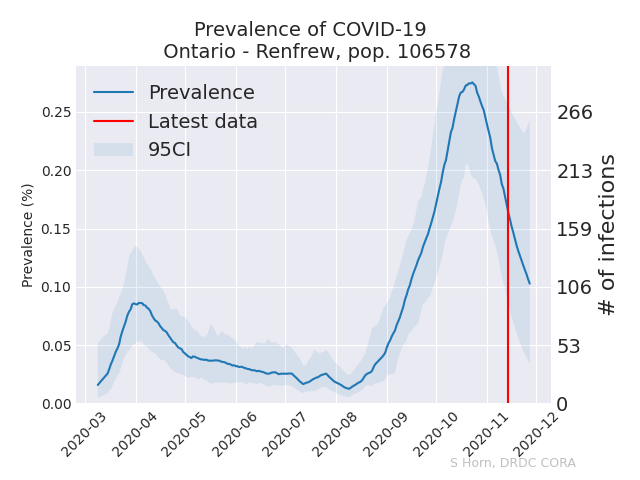 Prevalence of COVID-19
Ontario - Renfrew, pop. 106578
Prevalence
Latest data
95CI
Prevalence (%)
0.25
0.20
0.15
0.10
0.05
0.00
266
213
159
106
53
0
# of infections
2020-03
2020-04
2020-05
2020-06
2020-07
2020-08
2020-09
2020-10
2020-11
2020-12
S Horn, DRDC CORA